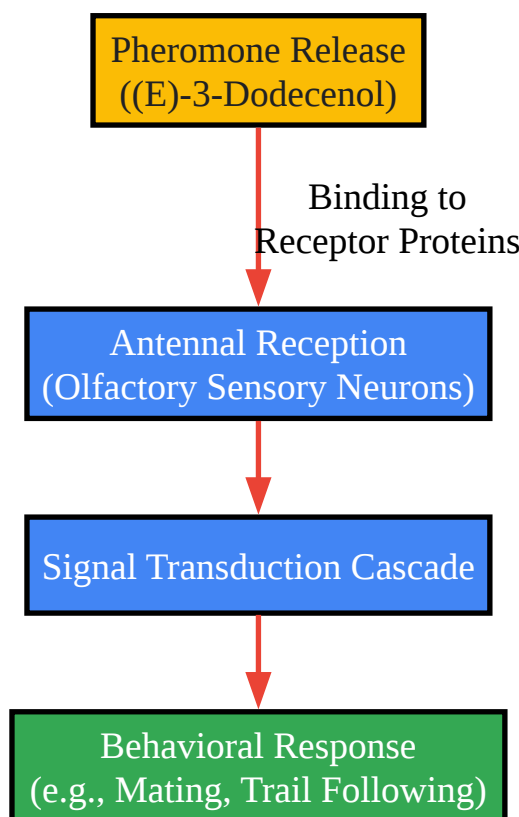 Pheromone Release
((E)-3-Dodecenol)
Binding to
Receptor Proteins
Antennal Reception
(Olfactory Sensory Neurons)
Signal Transduction Cascade
Behavioral Response
(e.g., Mating, Trail Following)